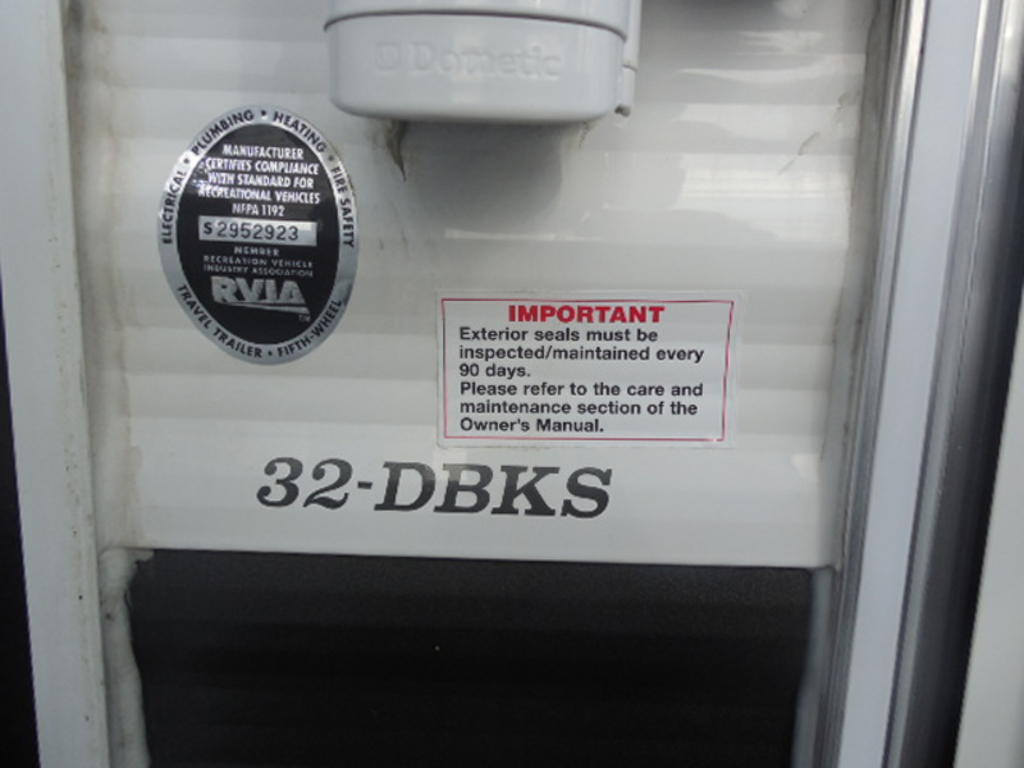 Dometic
ELECTRICAL • PLUMBING • HEATING • FIRE SAFETY
MANUFACTURER
CERTIFIES COMPLIANCE
WITH STANDARD FOR
RECREATIONAL VEHICLES
NFPA 1192
S 2952923
MEMBER
RECREATION VEHICLE
INDUSTRY ASSOCIATION
RVIA
TM
TRAVEL TRAILER • FIFTH-WHEEL
IMPORTANT
Exterior seals must be
inspected/maintained every
90 days.
Please refer to the care and
maintenance section of the
Owner's Manual.
32-DBKS